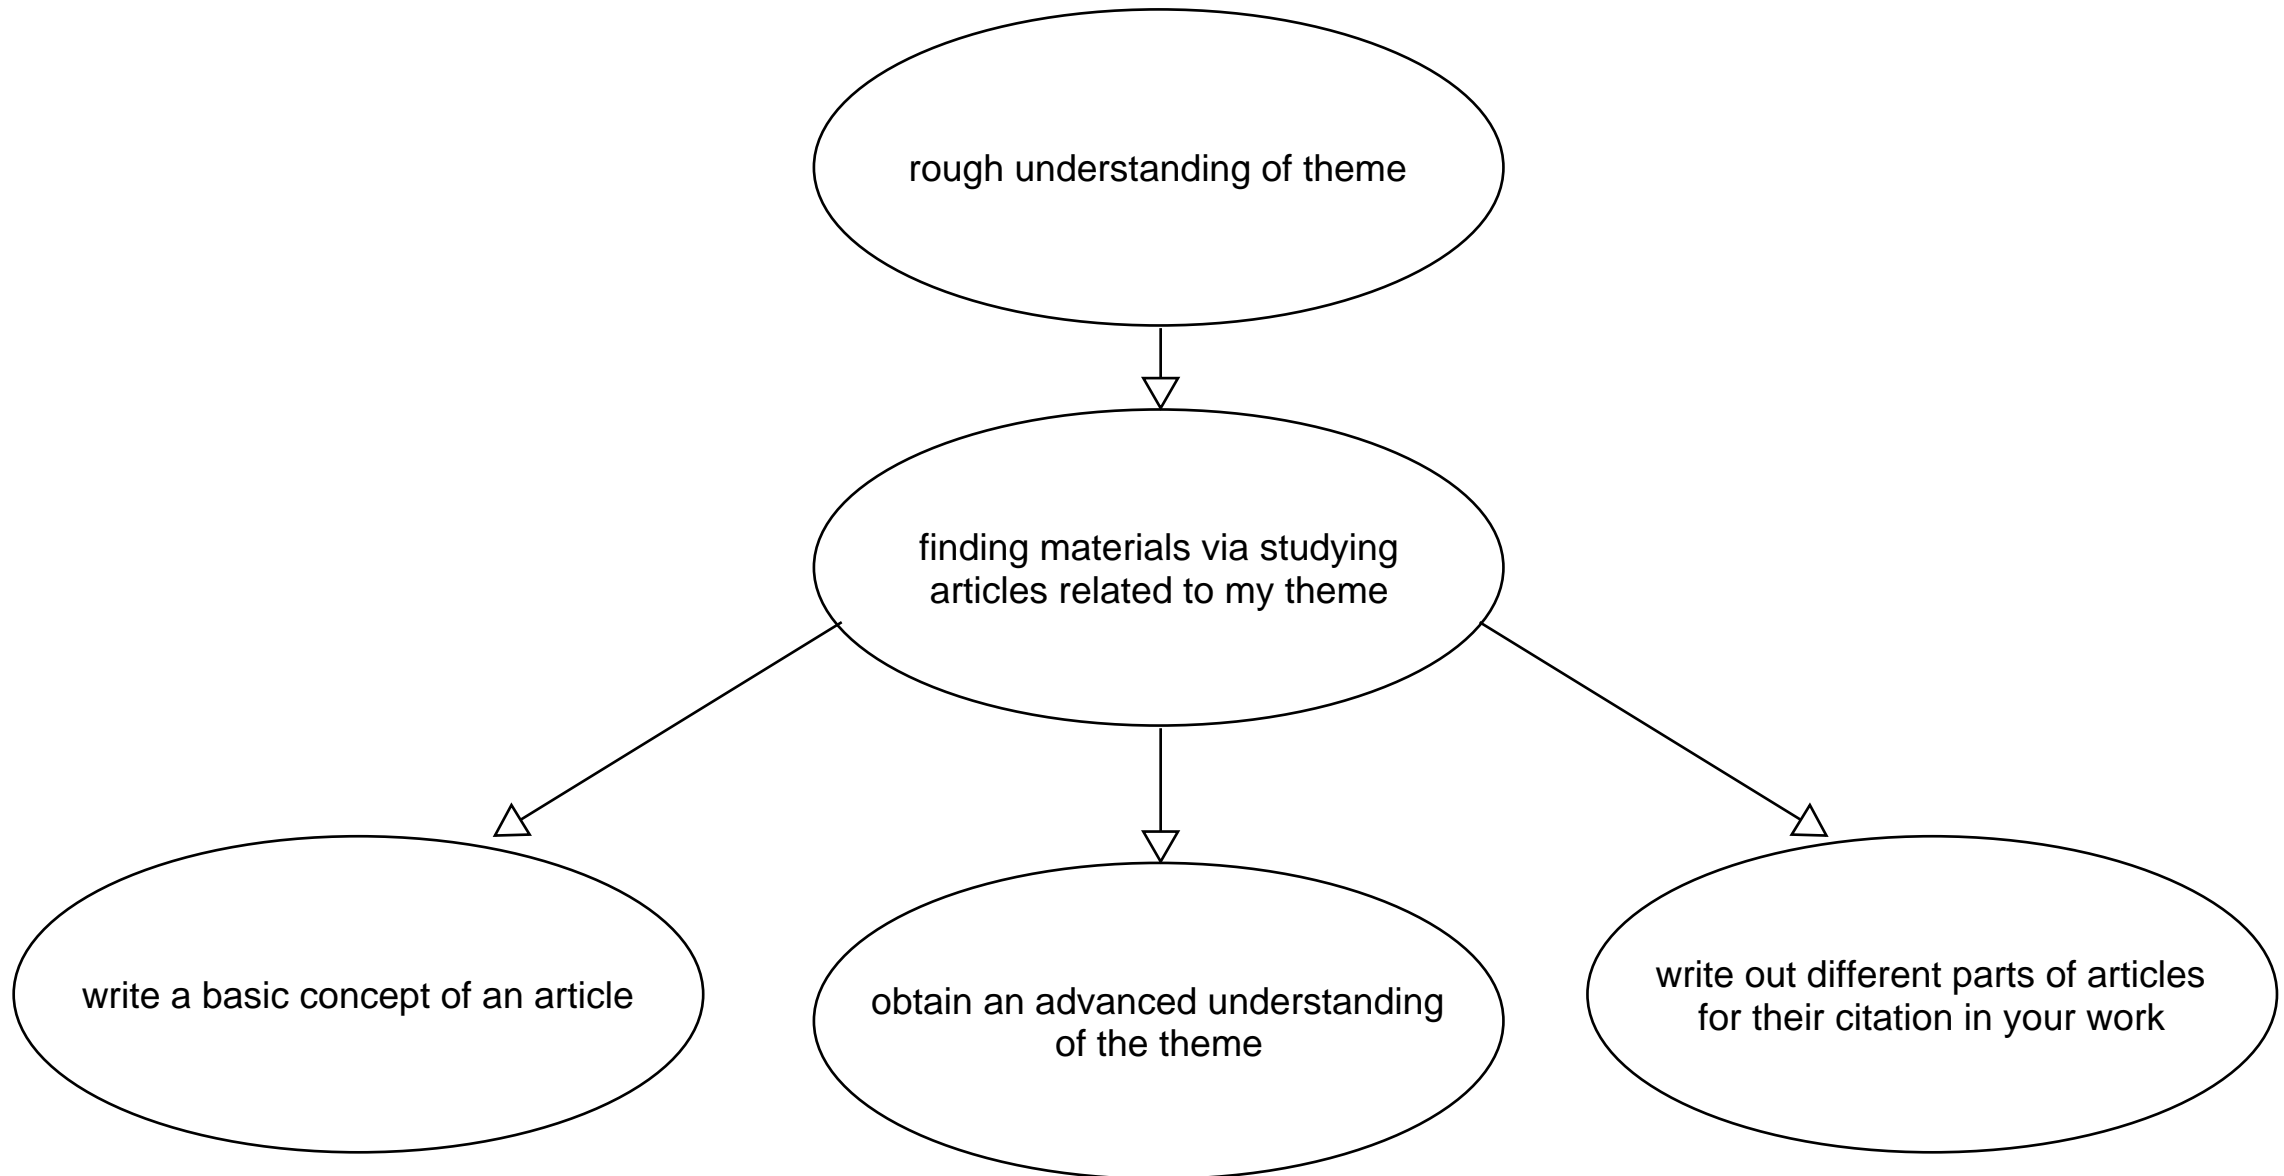 rough understanding of theme
finding materials via studying
articles related to my theme
write a basic concept of an article
obtain an advanced understanding
of the theme
write out different parts of articles
for their citation in your work